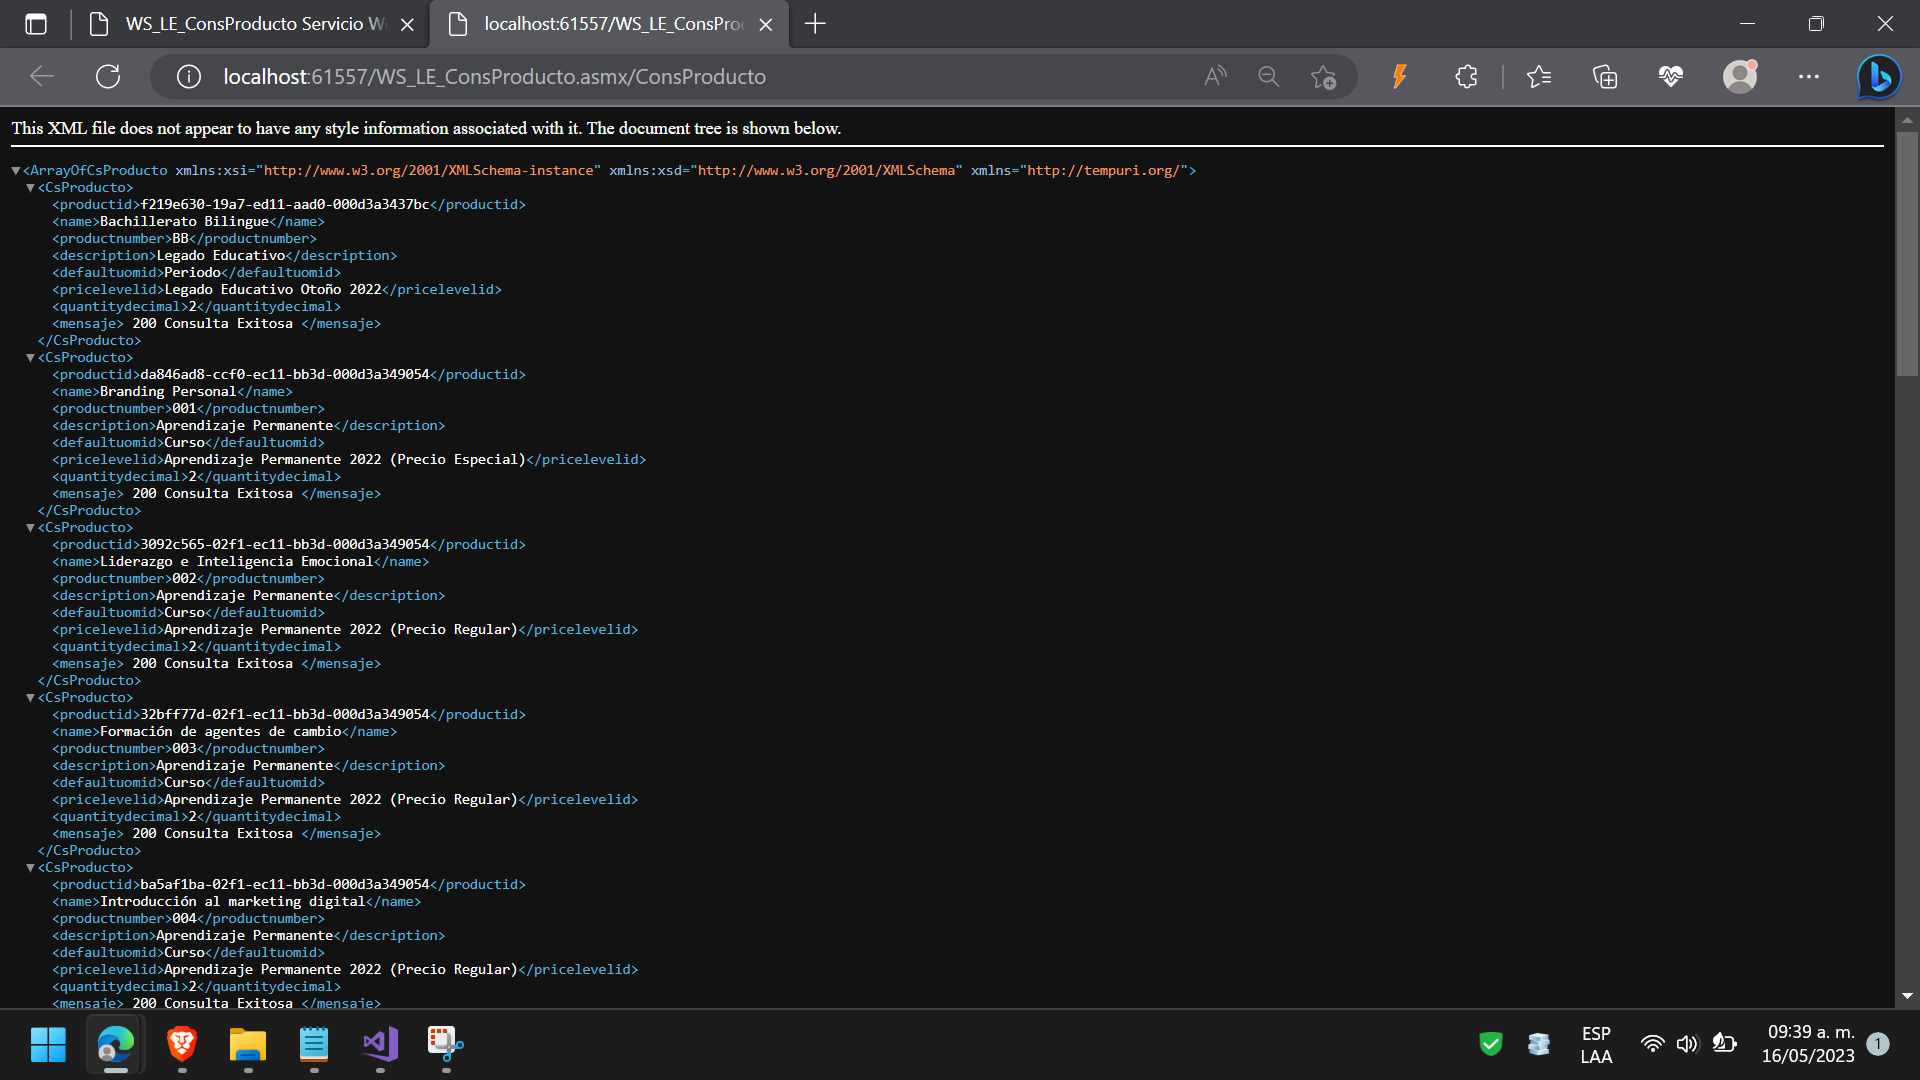 WS_LE_ConsProducto Servicio W
localhost:61557/WS_LE_ConsPro
localhost:61557/WS_LE_ConsProducto.asmx/ConsProducto
This XML file does not appear to have any style information associated with it. The document tree is shown below.
<ArrayOfCsProducto xmlns:xsi="http://www.w3.org/2001/XMLSchema-instance" xmlns:xsd="http://www.w3.org/2001/XMLSchema" xmlns="http://tempuri.org/">
<CsProducto>
<productid>f219e630-19a7-ed11-aad0-000d3a3437bc</productid>
<name>Bachillerato Bilingue</name>
<productnumber>BB</productnumber>
<description>Legado Educativo</description>
<defaultuomid>Periodo</defaultuomid>
<pricelevelid>Legado Educativo Otoño 2022</pricelevelid>
<quantitydecimal>2</quantitydecimal>
<mensaje> 200 Consulta Exitosa </mensaje>
</CsProducto>
<CsProducto>
<productid>da846ad8-ccf0-ec11-bb3d-000d3a349054</productid>
<name>Branding Personal</name>
<productnumber>001</productnumber>
<description>Aprendizaje Permanente</description>
<defaultuomid>Curso</defaultuomid>
<pricelevelid>Aprendizaje Permanente 2022 (Precio Especial)</pricelevelid>
<quantitydecimal>2</quantitydecimal>
<mensaje> 200 Consulta Exitosa </mensaje>
</CsProducto>
<CsProducto>
<productid>3092c565-02f1-ec11-bb3d-000d3a349054</productid>
<name>Liderazgo e Inteligencia Emocional</name>
<productnumber>002</productnumber>
<description>Aprendizaje Permanente</description>
<defaultuomid>Curso</defaultuomid>
<pricelevelid>Aprendizaje Permanente 2022 (Precio Regular)</pricelevelid>
<quantitydecimal>2</quantitydecimal>
<mensaje> 200 Consulta Exitosa </mensaje>
</CsProducto>
<CsProducto>
<productid>32bff77d-02f1-ec11-bb3d-000d3a349054</productid>
<name>Formación de agentes de cambio</name>
<productnumber>003</productnumber>
<description>Aprendizaje Permanente</description>
<defaultuomid>Curso</defaultuomid>
<pricelevelid>Aprendizaje Permanente 2022 (Precio Regular)</pricelevelid>
<quantitydecimal>2</quantitydecimal>
<mensaje> 200 Consulta Exitosa </mensaje>
</CsProducto>
<CsProducto>
<productid>ba5af1ba-02f1-ec11-bb3d-000d3a349054</productid>
<name>Introducción al marketing digital</name>
<productnumber>004</productnumber>
<description>Aprendizaje Permanente</description>
<defaultuomid>Curso</defaultuomid>
<pricelevelid>Aprendizaje Permanente 2022 (Precio Regular)</pricelevelid>
<quantitydecimal>2</quantitydecimal>
<mensaje> 200 Consulta Exitosa </mensaje>
ESP
LAA
09:39 a. m.
16/05/2023
1